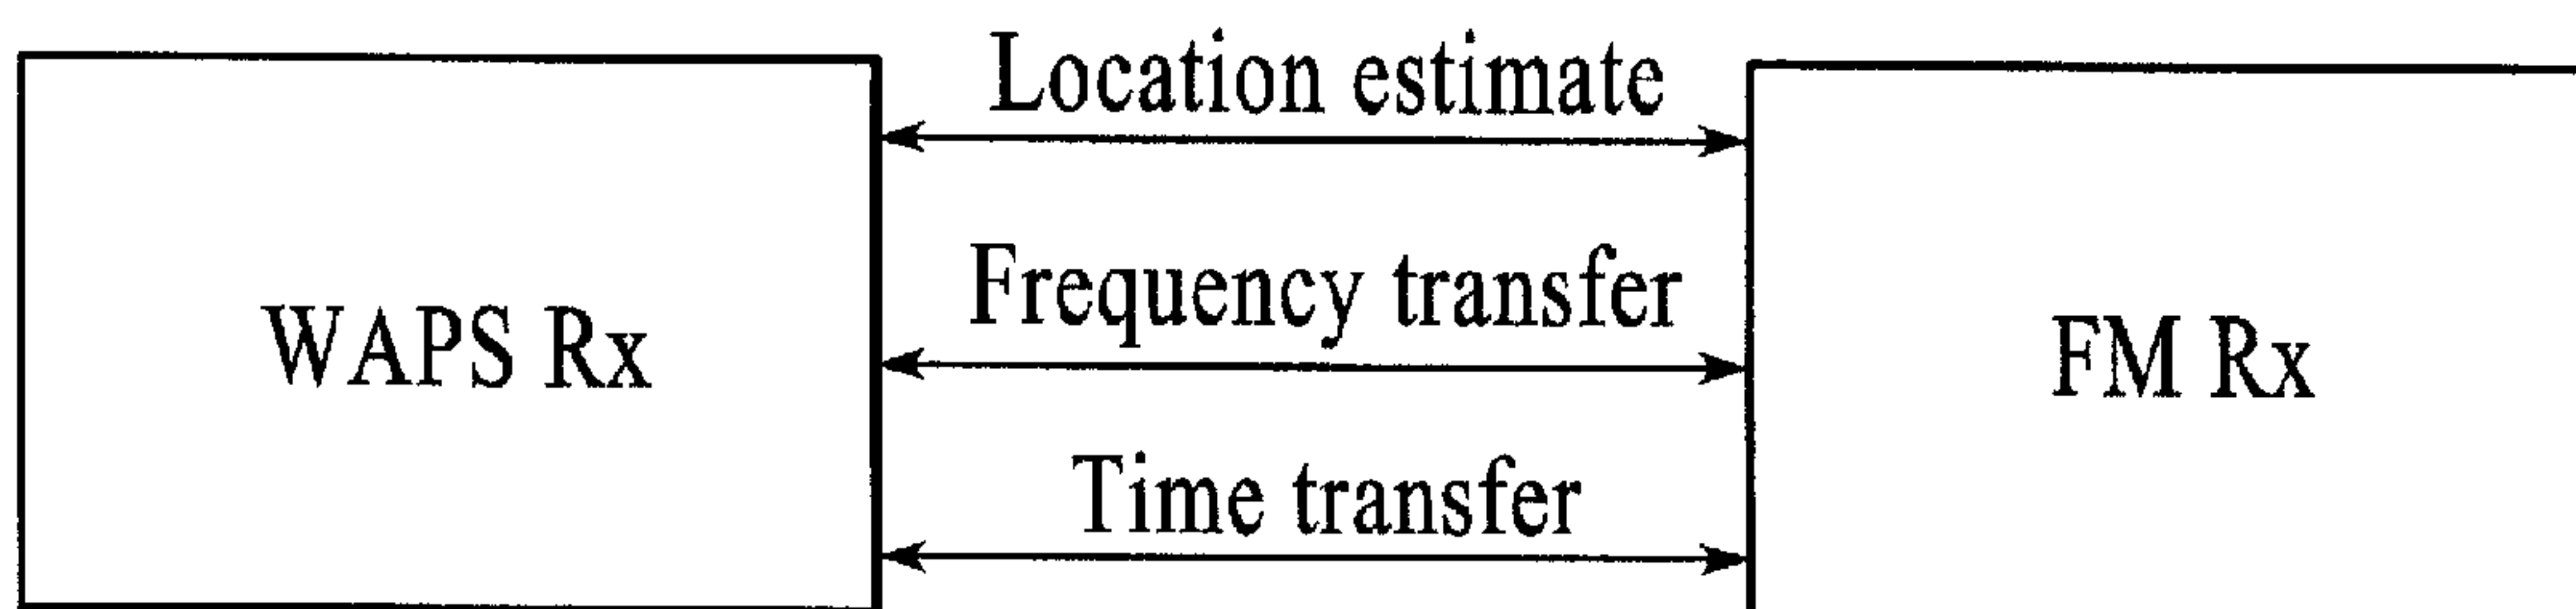 Location estimate
Frequency transfer
WAPS Rx
FM Rx
Time transfer